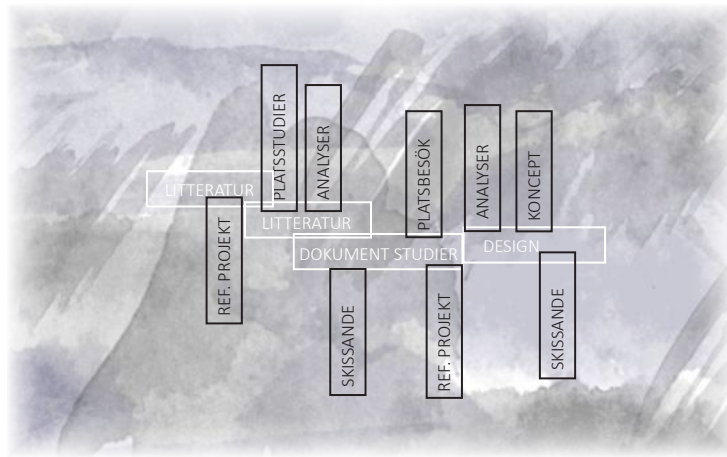 LITTERATUR
REF. PROJEKT
PLATSSTUDIER
ANALYSER
LITTERATUR
DOKUMENT STUDIER
SKISSANDE
PLATSBESÖK
REF. PROJEKT
ANALYSER
DESIGN
KONCEPT
SKISSANDE